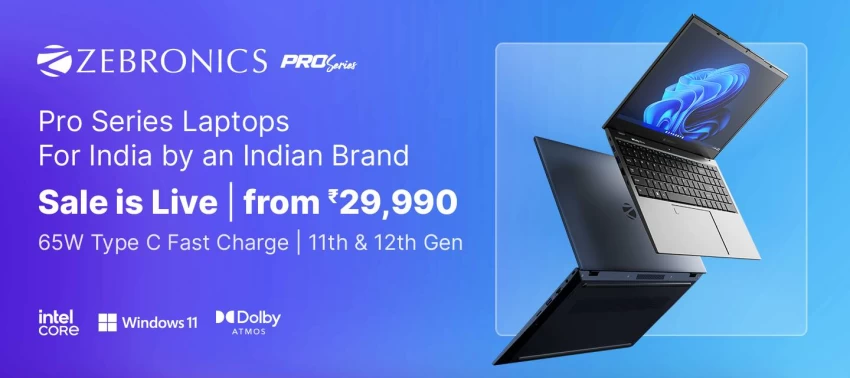 ZEBRONICS PRO Series
Pro Series Laptops
For India by an Indian Brand
Sale is Live | from ₹29,990
65W Type C Fast Charge | 11th & 12th Gen
intel CORE
Windows 11
Dolby ATMOS